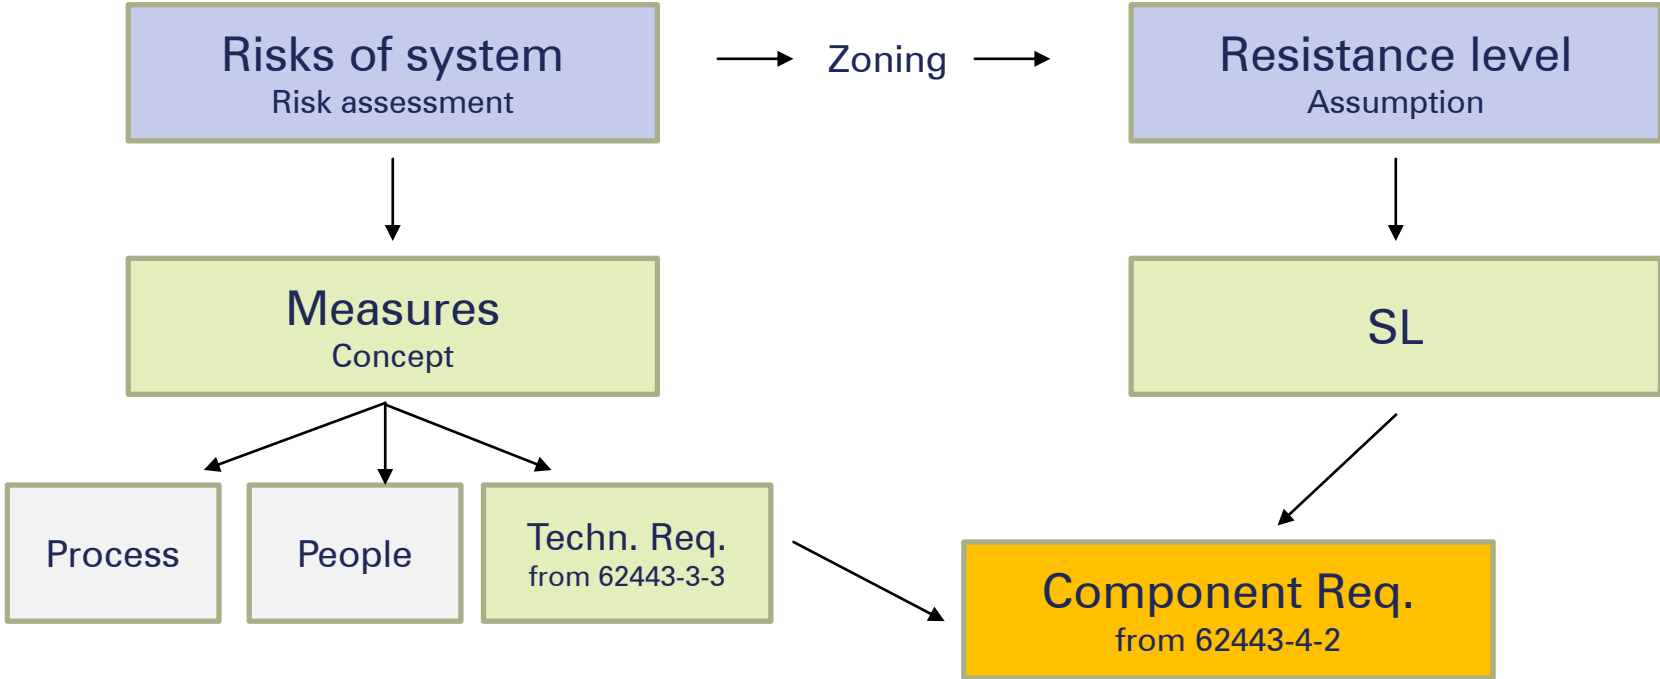 Risks of system
Risk assessment
Zoning
Resistance level
Assumption
Measures
Concept
SL
Process
People
Techn. Req.
from 62443-3-3
Component Req.
from 62443-4-2